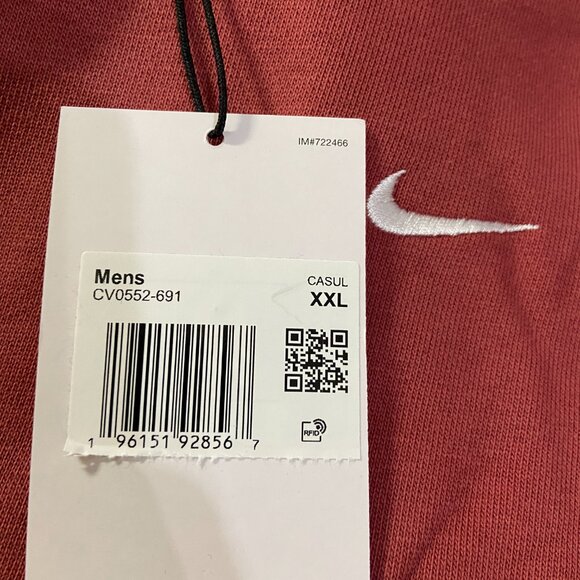 IM#722466
Mens
CASUL
CV0552-691
XXL
RFID
1 96151 92856 7